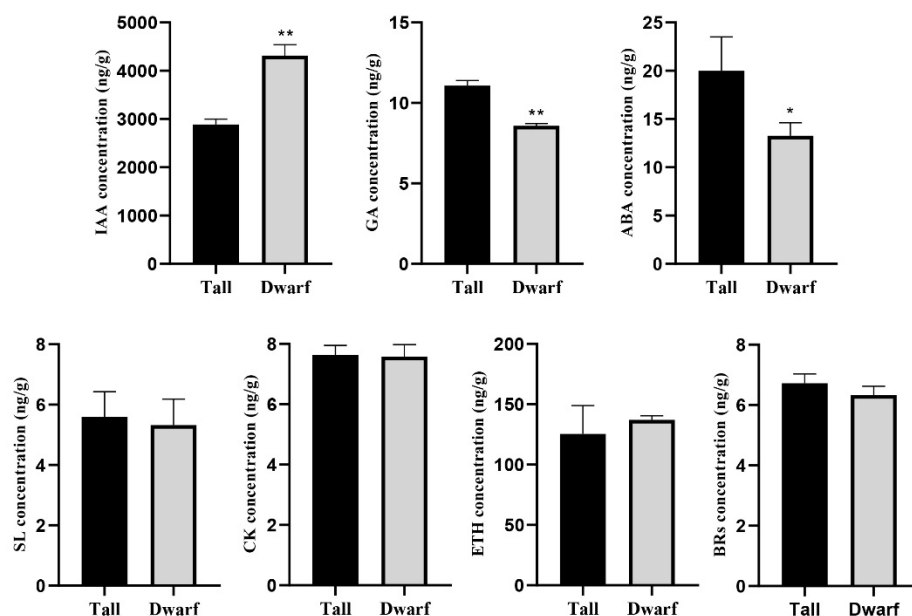 IAA concentration (ng/g)
5000
4000
3000
2000
1000
0
**
Tall Dwarf
GA concentration (ng/g)
15
10
5
0
**
Tall Dwarf
ABA concentration (ng/g)
25
20
15
10
5
0
*
Tall Dwarf
SL concentration (ng/g)
8
6
4
2
0
Tall Dwarf
CK concentration (ng/g)
8
6
4
2
0
Tall Dwarf
ETH concentration (ng/g)
200
150
100
50
0
Tall Dwarf
BRs concentration (ng/g)
8
6
4
2
0
Tall Dwarf